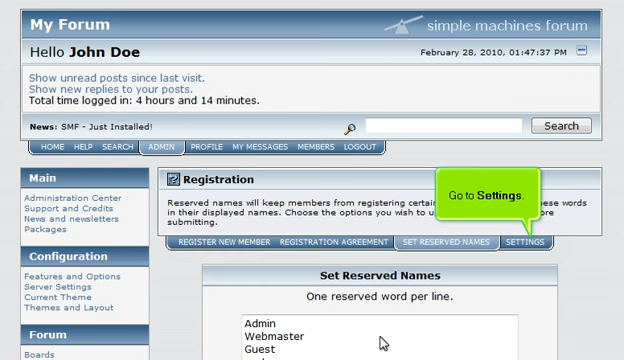 My Forum
simple machines forum
Hello John Doe
February 28, 2010, 01:47:37 PM
Show unread posts since last visit.
Show new replies to your posts.
Total time logged in: 4 hours and 14 minutes.
News: SMF - Just Installed!
Search
HOME HELP SEARCH ADMIN PROFILE MY MESSAGES MEMBERS LOGOUT
Main
Administration Center
Support and Credits
News and newsletters
Packages
Configuration
Features and Options
Server Settings
Current Theme
Themes and Layout
Forum
Boards
Registration
Reserved names will keep members from registering certain
these words
in their displayed names. Choose the options you wish to
submitting.
Go to Settings.
REGISTER NEW MEMBER REGISTRATION AGREEMENT SET RESERVED NAMES SETTINGS
Set Reserved Names
One reserved word per line.
Admin
Webmaster
Guest